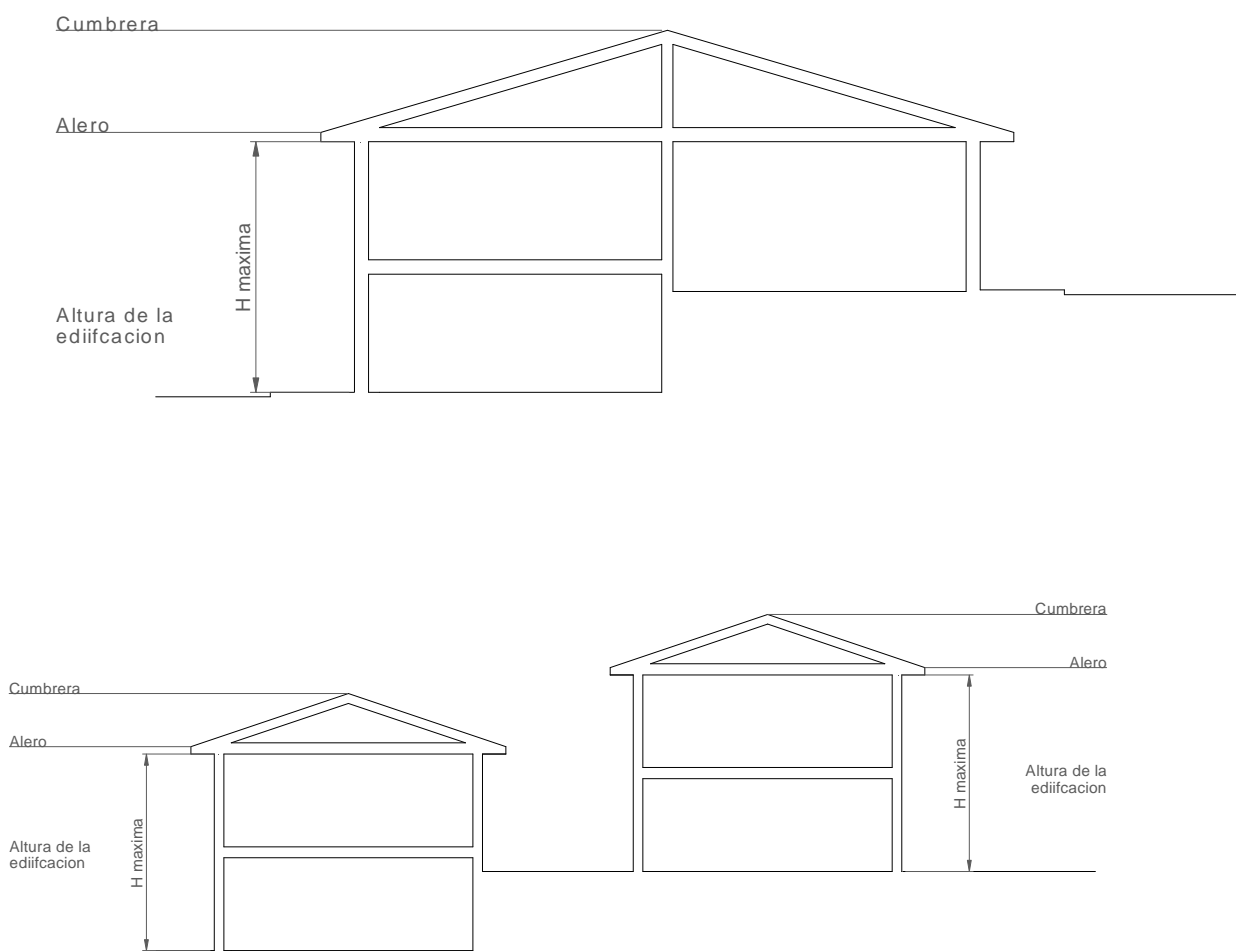 Cumbrera
Alero
H maxima
Altura de la
ediifcacion
Cumbrera
Alero
Cumbrera
Alero
H maxima
Altura de la
ediifcacion
H maxima
Altura de la
ediifcacion